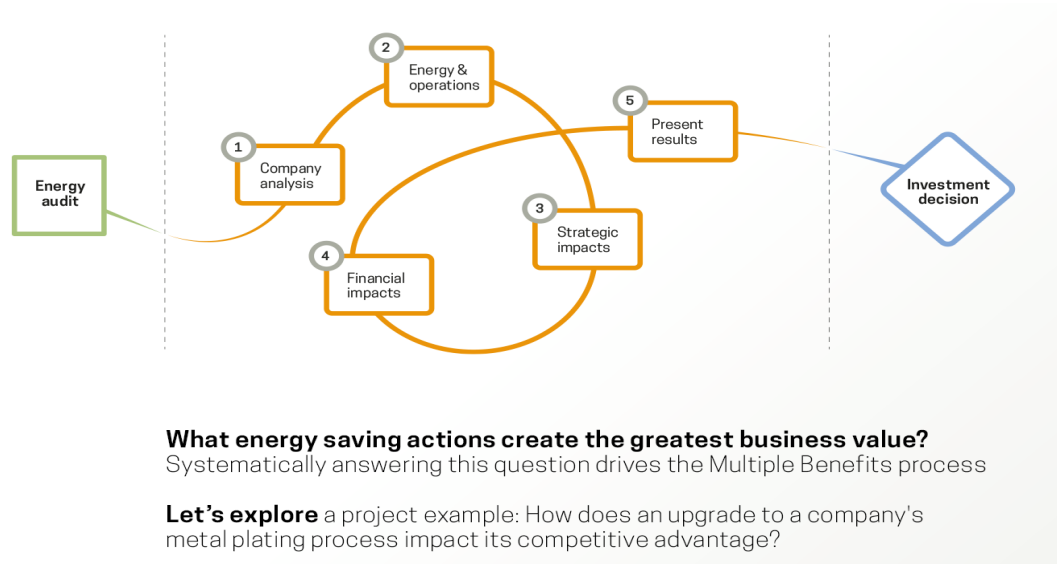 Energy
audit
1
Company
analysis
2
Energy &
operations
3
Strategic
impacts
4
Financial
impacts
5
Present
results
Investment
decision
What energy saving actions create the greatest business value?
Systematically answering this question drives the Multiple Benefits process
Let’s explore a project example: How does an upgrade to a company's
metal plating process impact its competitive advantage?